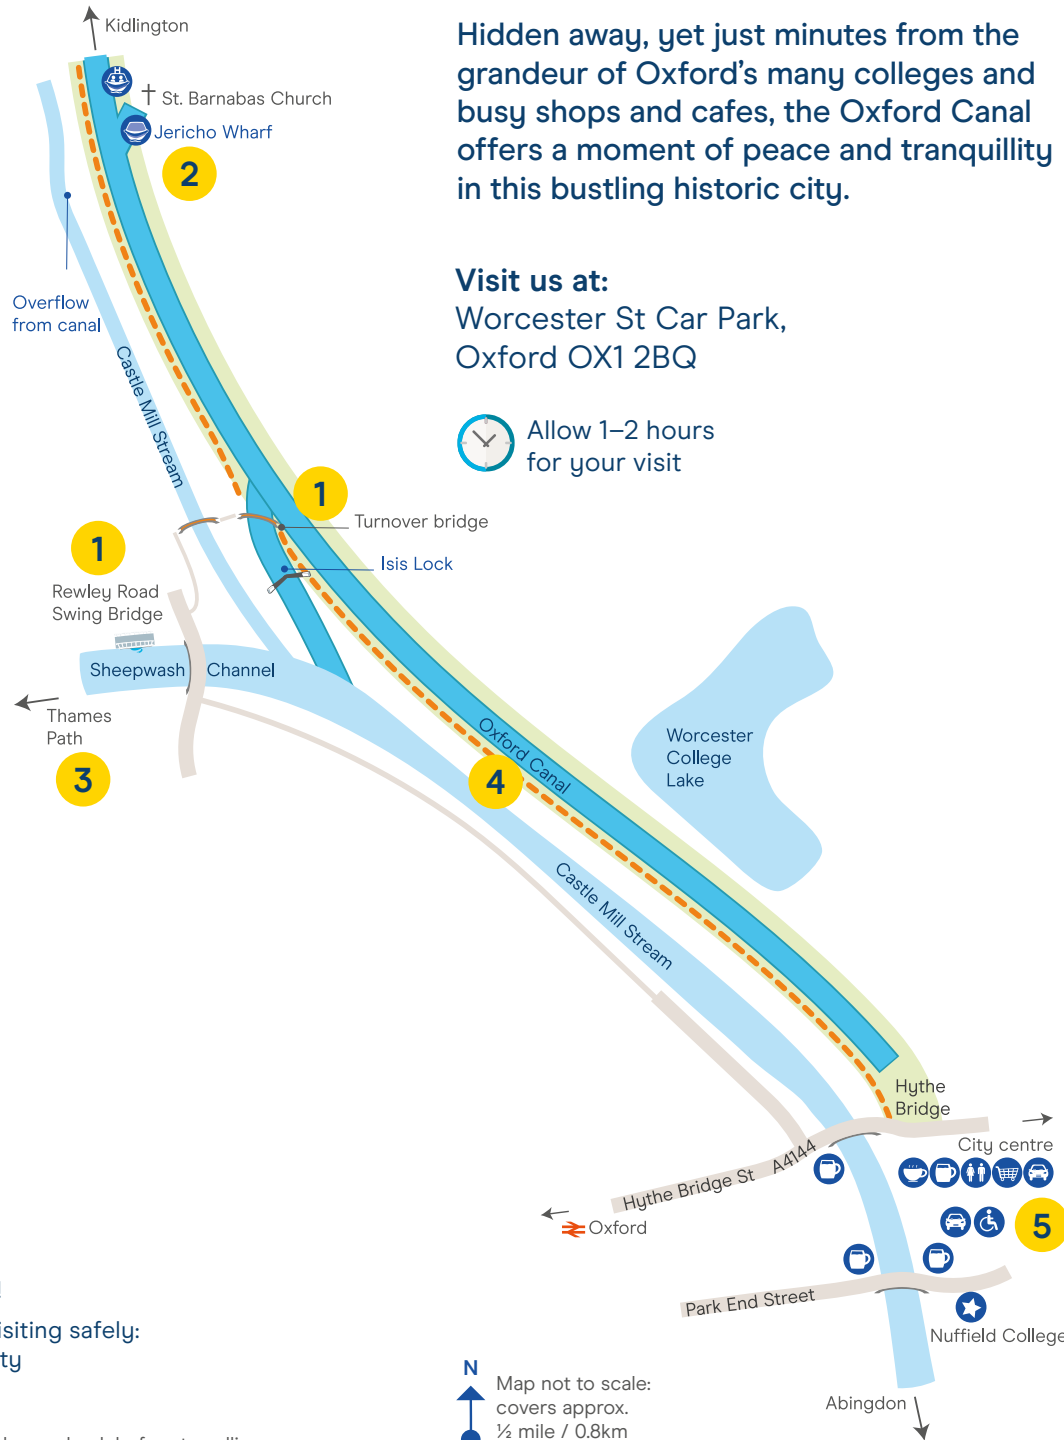 Kidlington
St. Barnabas Church
Jericho Wharf
2
Hidden away, yet just minutes from the
grandeur of Oxford's many colleges and
busy shops and cafes, the Oxford Canal
offers a moment of peace and tranquillity
in this bustling historic city.
Visit us at:
Worcester St Car Park,
Oxford OX1 2BQ
Allow 1–2 hours
for your visit
Overflow
from canal
Castle Mill Stream
1
Turnover bridge
Isis Lock
1
Rewley Road
Swing Bridge
Sheepwash Channel
Thames
Path
3
Oxford Canal
4
Worcester
College
Lake
Castle Mill Stream
Hythe
Bridge
City centre
Hythe Bridge St A4144
Oxford
5
Park End Street
Nuffield College
Abingdon
isiting safely:
ty
N
Map not to scale:
covers approx.
½ mile / 0.8km